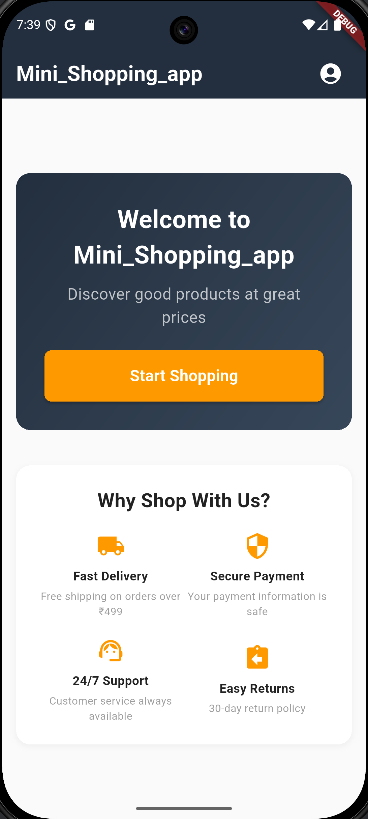 7:39
DEBUG
Mini_Shopping_app
Welcome to
Mini_Shopping_app
Discover good products at great
prices
Start Shopping
Why Shop With Us?
Fast Delivery
Free shipping on orders over
₹499
Secure Payment
Your payment information is
safe
24/7 Support
Customer service always
available
Easy Returns
30-day return policy